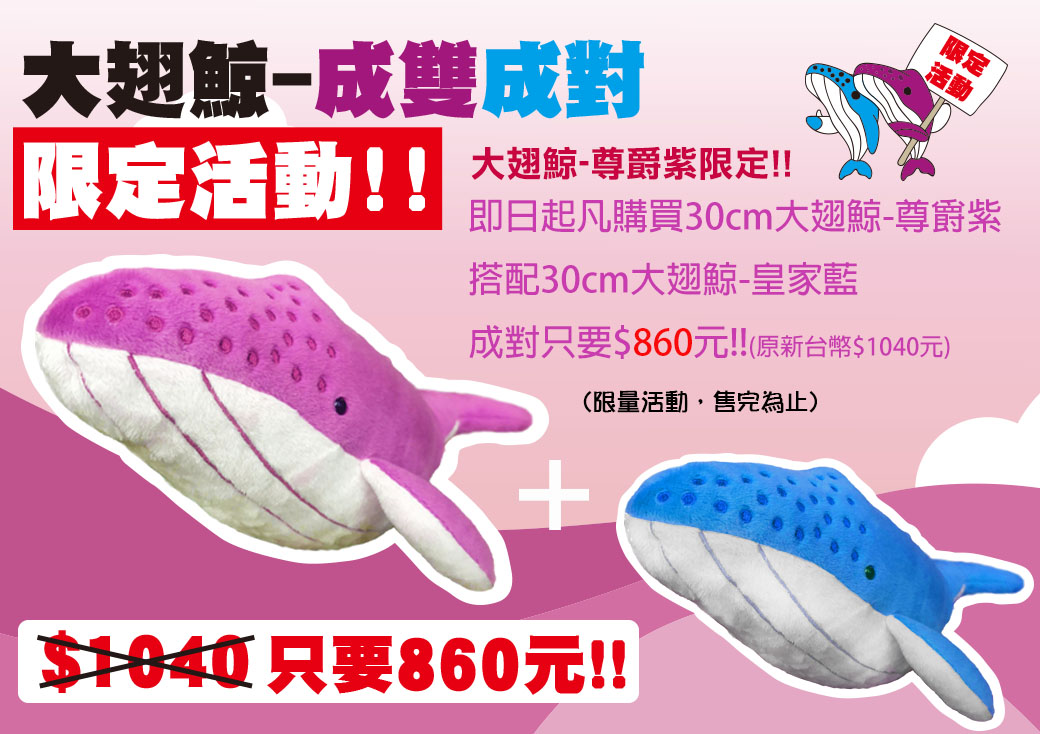 大翅鯨-成雙成對
限定活動!!
限定
活動
大翅鯨-尊爵紫限定!!
即日起凡購買30cm大翅鯨-尊爵紫
搭配30cm大翅鯨-皇家藍
成對只要$860元!!(原新台幣$1040元)
（限量活動，售完為止）
$1040 只要860元!!